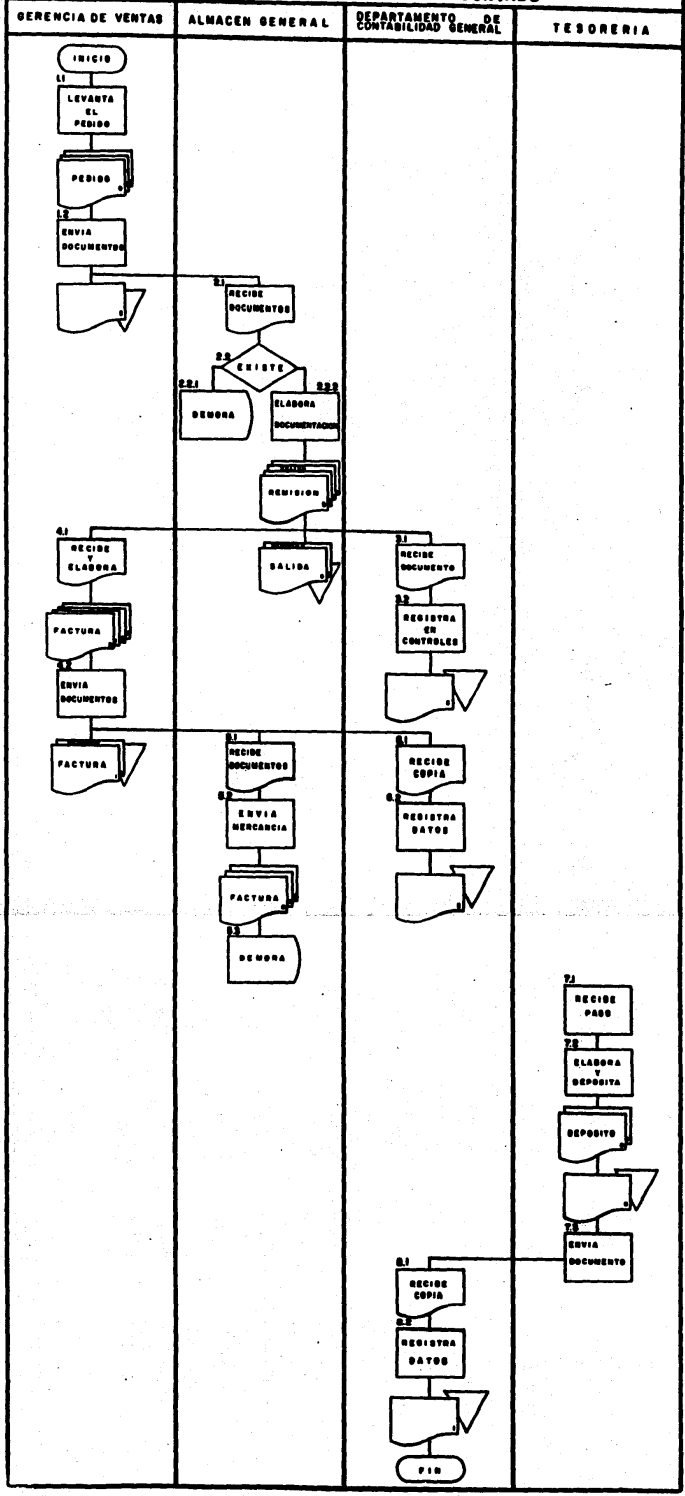 GERENCIA DE VENTAS
ALMACEN GENERAL
DEPARTAMENTO DE
CONTABILIDAD GENERAL
TESORERIA
INICIO
1.1
LEVANTA
EL
PEDIDO
PEDIDO
1.2
ENVIA
DOCUMENTOS
2.1
RECIBE
DOCUMENTOS
2.2
EXISTE
2.2.1
DEMORA
2.2.2
ELABORA
DOCUMENTACION
REMISION
4.1
RECIBE
Y
ELABORA
SALIDA
3.1
RECIBE
DOCUMENTO
3.2
REGISTRA
EN
CONTROLES
FACTURA
4.2
ENVIA
DOCUMENTOS
FACTURA
5.1
RECIBE
DOCUMENTOS
5.2
ENVIA
MERCANCIA
FACTURA
5.3
DEMORA
6.1
RECIBE
COPIA
6.2
REGISTRA
DATOS
7.1
RECIBE
PAGO
7.2
ELABORA
Y
DEPOSITA
DEPOSITO
7.3
ENVIA
DOCUMENTO
8.1
RECIBE
COPIA
8.2
REGISTRA
DATOS
FIN